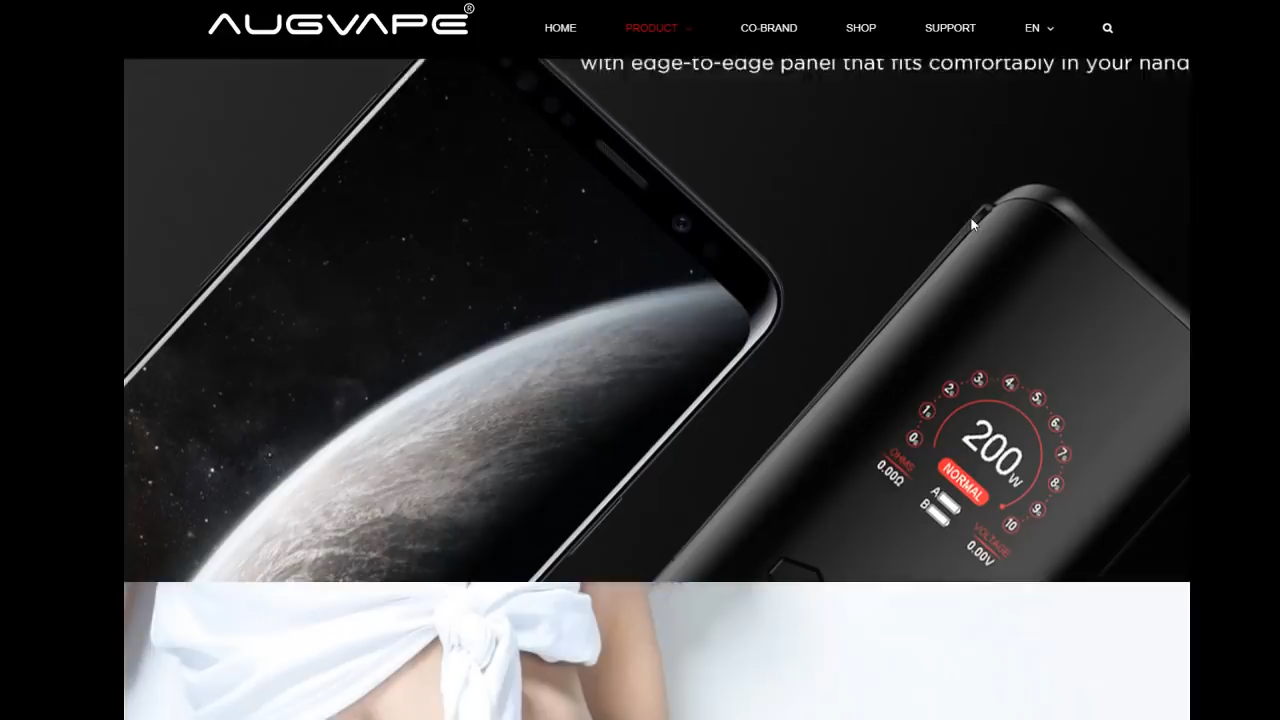 AUGVAPE®
HOME PRODUCT CO-BRAND SHOP SUPPORT EN
with edge-to-edge panel that fits comfortably in your hand
0 1 2 3 4 5 6 7 8 9 10
200W
NORMAL
OHMS
0.00Ω
A
B
VOLTAGE
0.00V